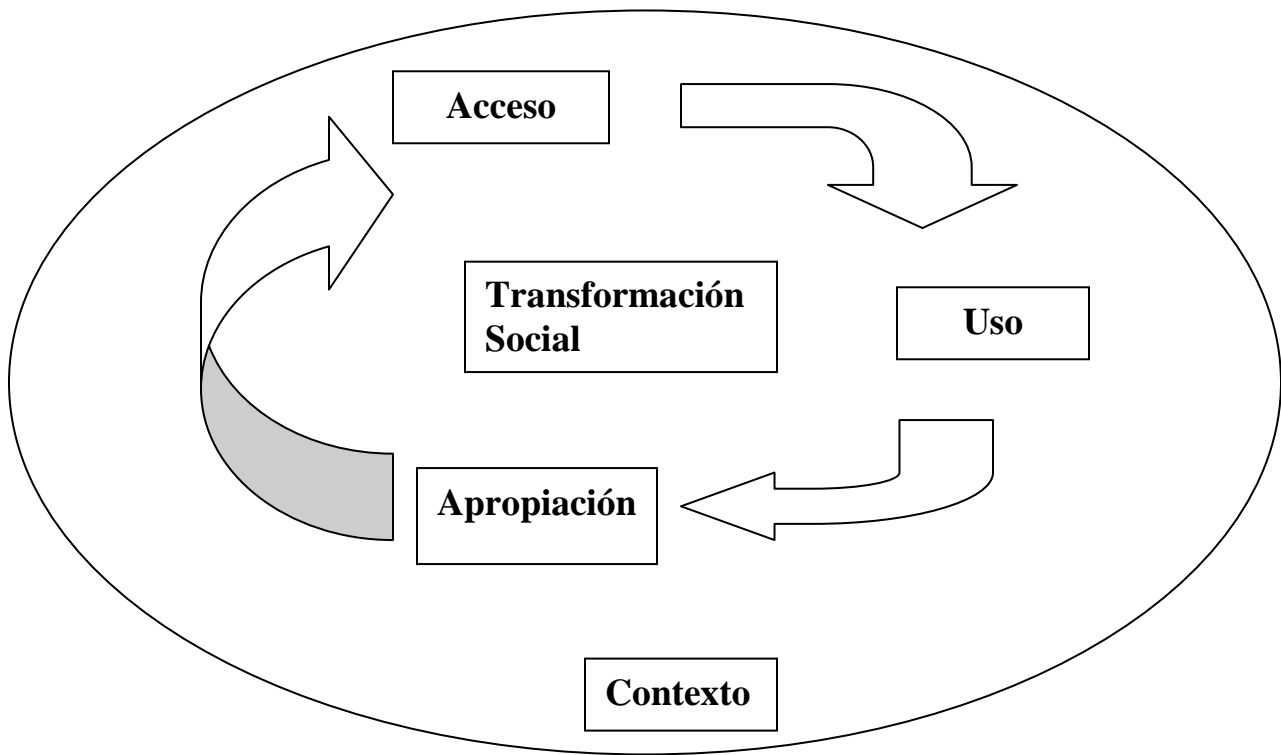 Acceso
Transformación
Social
Uso
Apropiación
Contexto